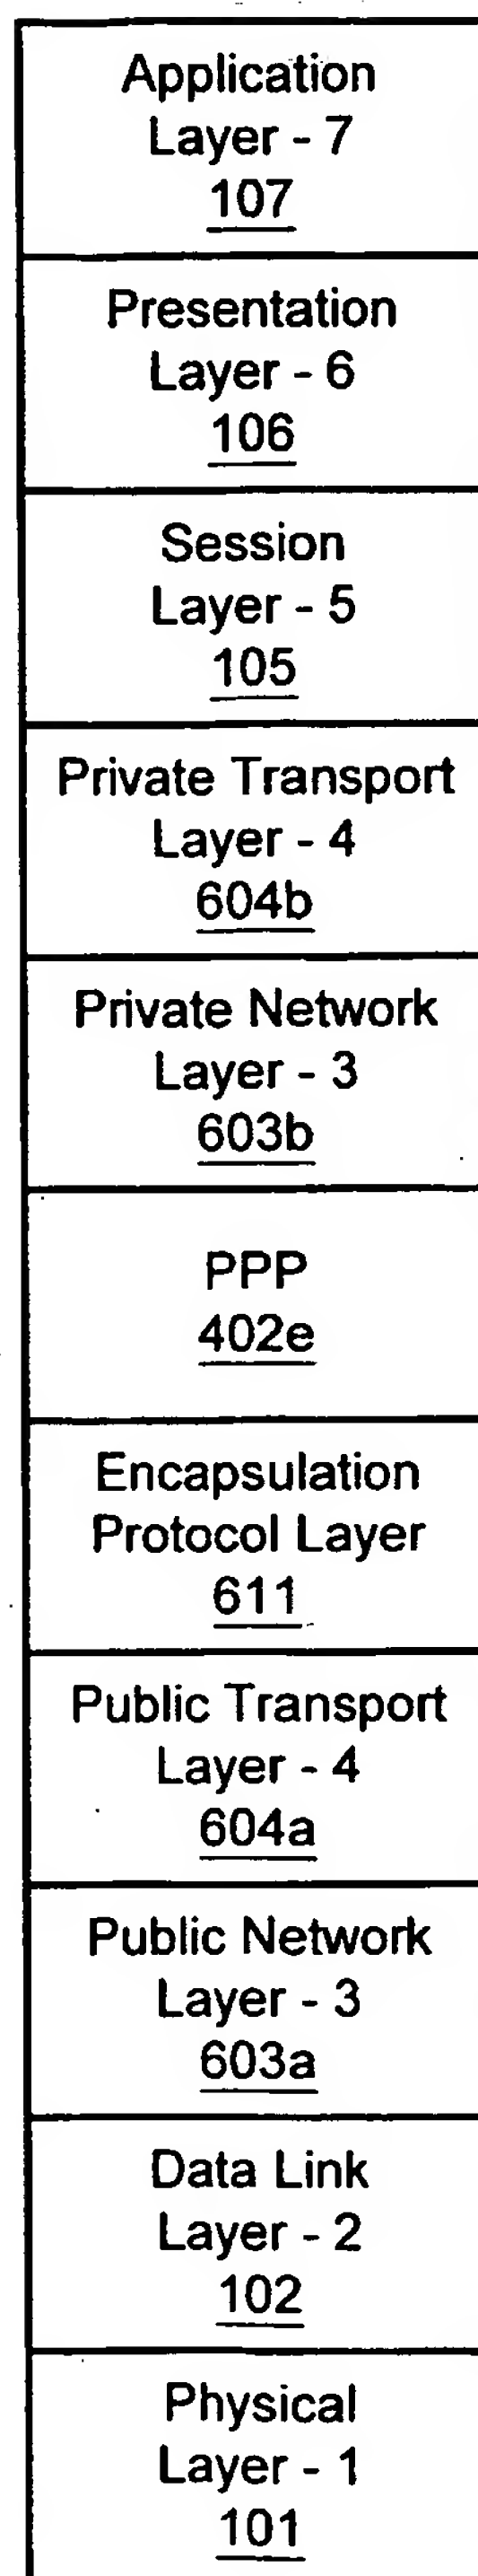 Application
Layer - 7
107
Presentation
Layer - 6
106
Session
Layer - 5
105
Private Transport
Layer - 4
604b
Private Network
Layer - 3
603b
PPP
402e
Encapsulation
Protocol Layer
611
Public Transport
Layer - 4
604a
Public Network
Layer - 3
603a
Data Link
Layer - 2
102
Physical
Layer - 1
101